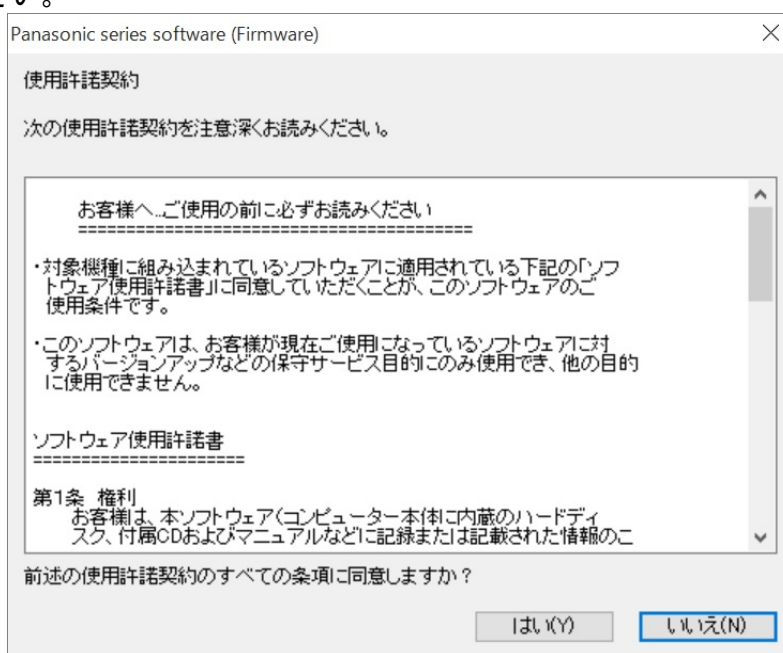 い。
Panasonic series software (Firmware)
使用許諾契約
次の使用許諾契約を注意深くお読みください。
お客様へ...ご使用の前に必ずお読みください
=========================================
・対象機種に組み込まれているソフトウェアに適用されている下記の「ソフ
トウェア使用許諾書」に同意していただくことが、このソフトウェアのご
使用条件です。
・このソフトウェアは、お客様が現在ご使用になっているソフトウェアに対
するバージョンアップなどの保守サービス目的にのみ使用でき、他の目的
に使用できません。
ソフトウェア使用許諾書
======================
第1条 権利
お客様は、本ソフトウェア(コンピューター本体に内蔵のハードディ
スク、付属CDおよびマニュアルなどに記録または記載された情報のこ
前述の使用許諾契約のすべての条項に同意しますか?
はい(Y)
いいえ(N)